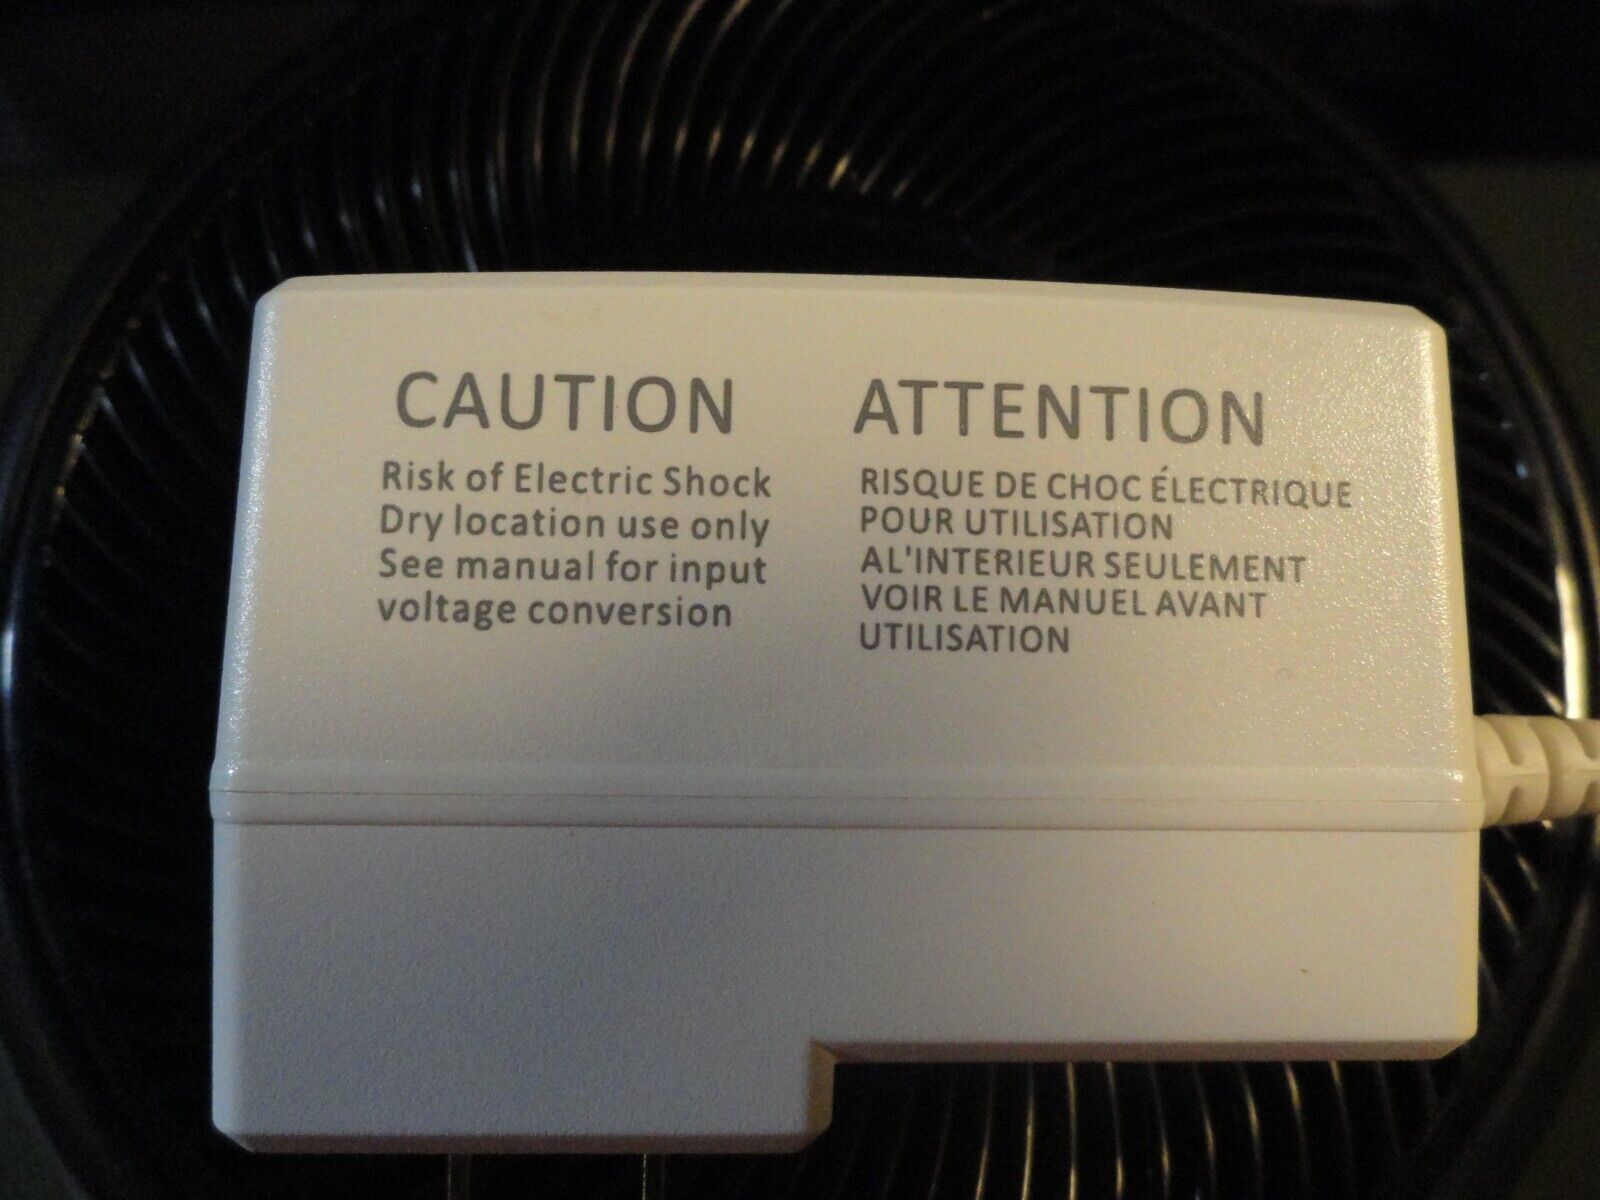 CAUTION
Risk of Electric Shock
Dry location use only
See manual for input
voltage conversion
ATTENTION
RISQUE DE CHOC ÉLECTRIQUE
POUR UTILISATION
AL'INTERIEUR SEULEMENT
VOIR LE MANUEL AVANT
UTILISATION